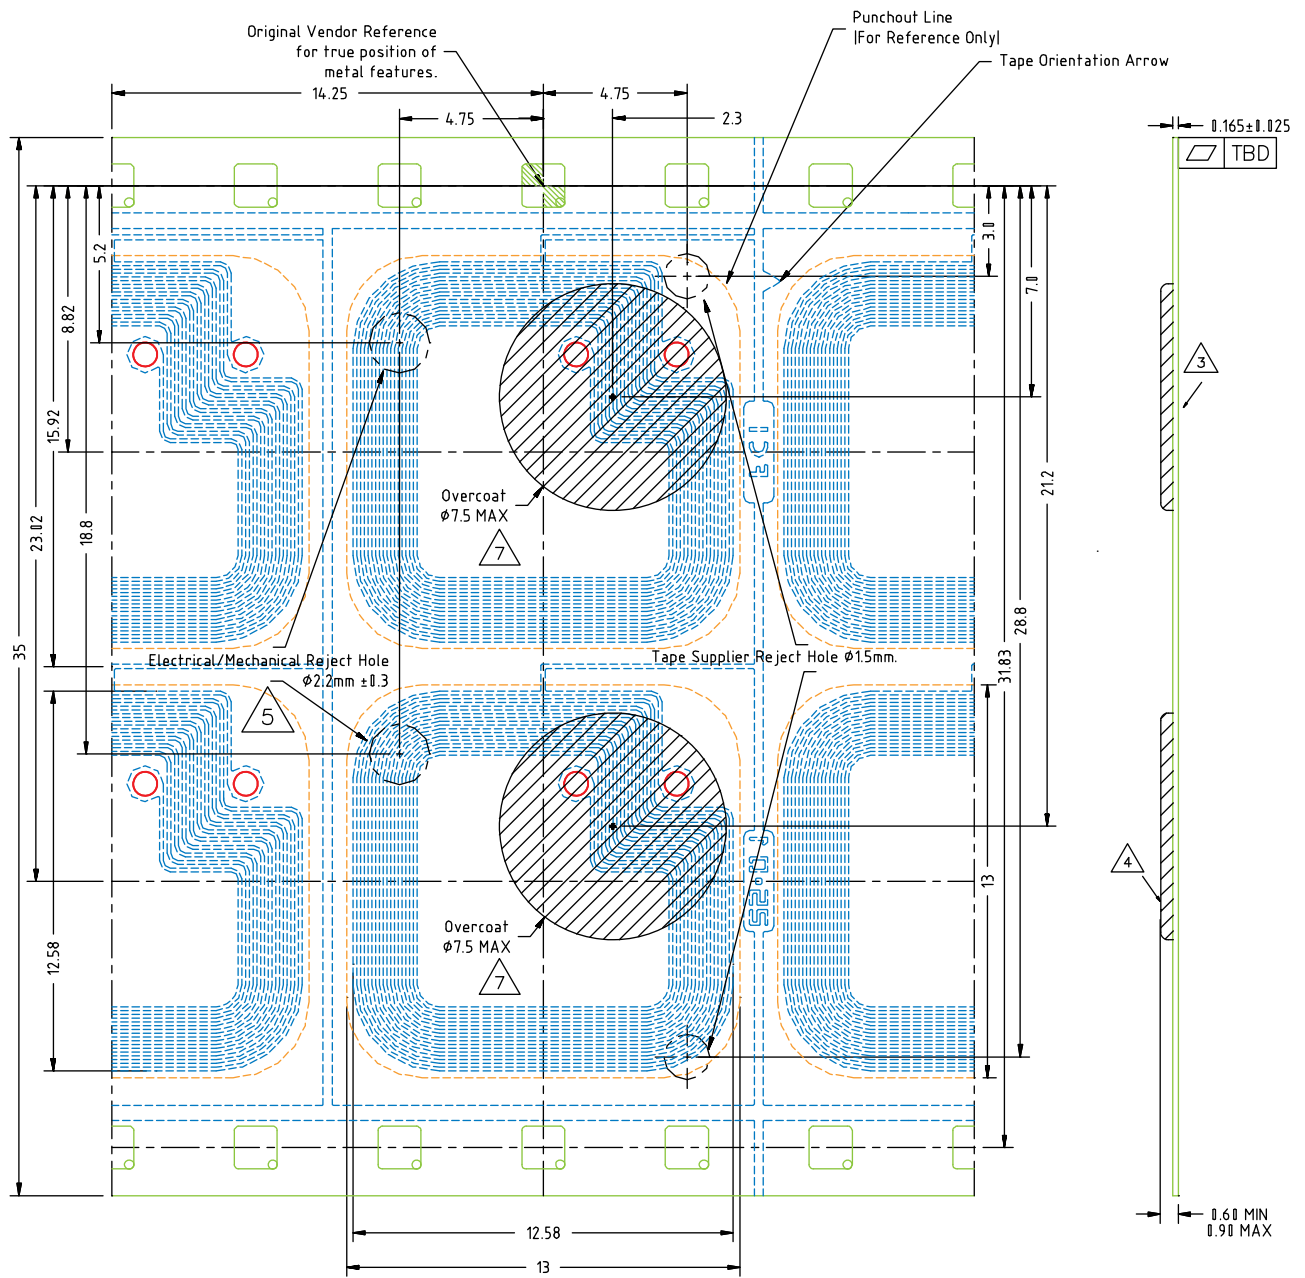 Original Vendor Reference
for true position of
metal features.
Punchout Line
|For Reference Only|
Tape Orientation Arrow
14.25
4.75
4.75
2.3
0.165±0.025
TBD
5.2
8.82
15.92
23.02
18.8
35
3.0
7.0
21.2
28.8
31.83
3
ECI
Overcoat
Ø7.5 MAX
7
Electrical/Mechanical Reject Hole
Ø2.2mm ±0.3
5
Tape Supplier Reject Hole Ø1.5mm.
4
13
12.58
Overcoat
Ø7.5 MAX
7
0.60 MIN
0.90 MAX
12.58
13